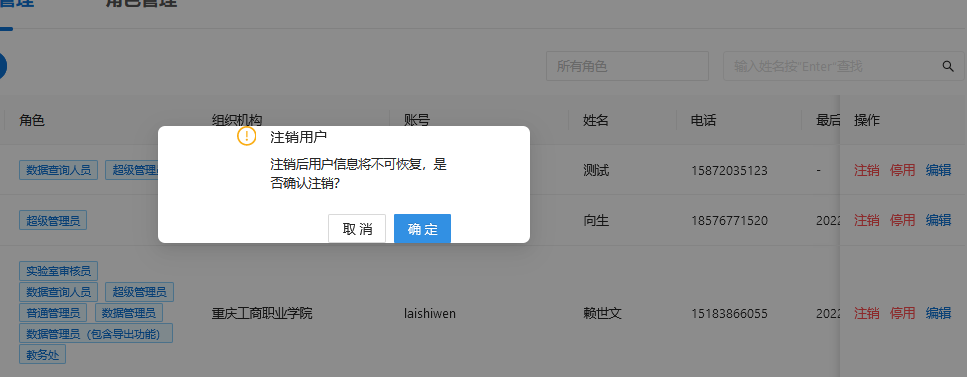 管理 角色管理
所有角色 输入姓名按"Enter"查找
角色 组织机构 账号 姓名 电话 最后 操作
数据查询人员 超级管理员 测试 15872035123 - 注销 停用 编辑
超级管理员 向生 18576771520 2022 注销 停用 编辑
实验室审核员
数据查询人员 超级管理员
普通管理员 数据管理员 重庆工商职业学院 laishiwen 赖世文 15183866055 2022 注销 停用 编辑
数据管理员（包含导出功能）
教务处
注销用户
注销后用户信息将不可恢复，是
否确认注销？
取 消 确 定